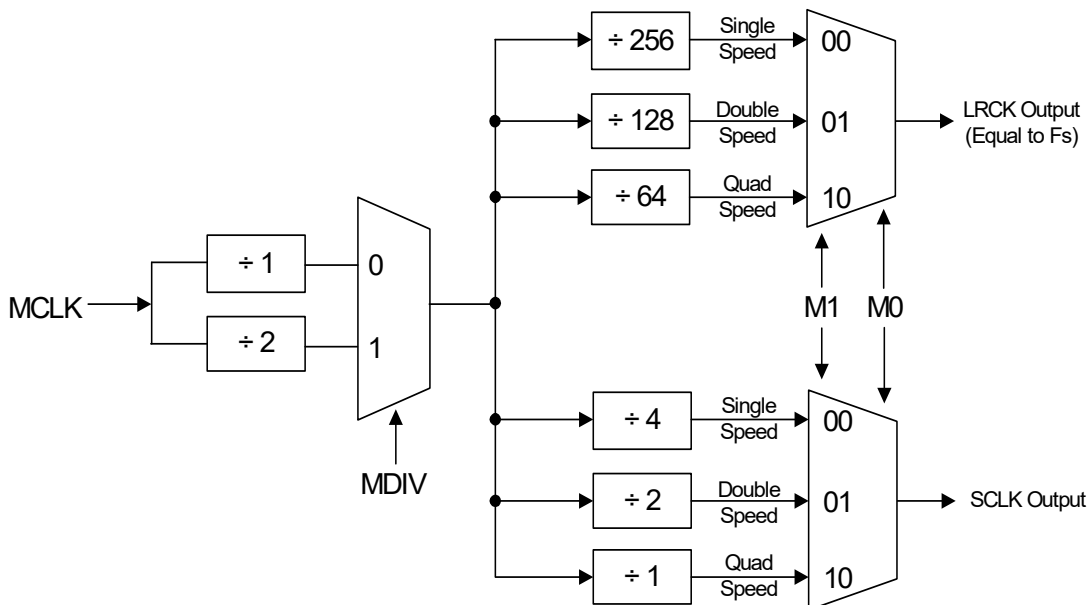 ÷ 256
Single
Speed
00
÷ 128
Double
Speed
01
LRCK Output
(Equal to Fs)
÷ 64
Quad
Speed
10
MCLK
÷ 1
0
÷ 2
1
MDIV
M1
M0
÷ 4
Single
Speed
00
÷ 2
Double
Speed
01
SCLK Output
÷ 1
Quad
Speed
10